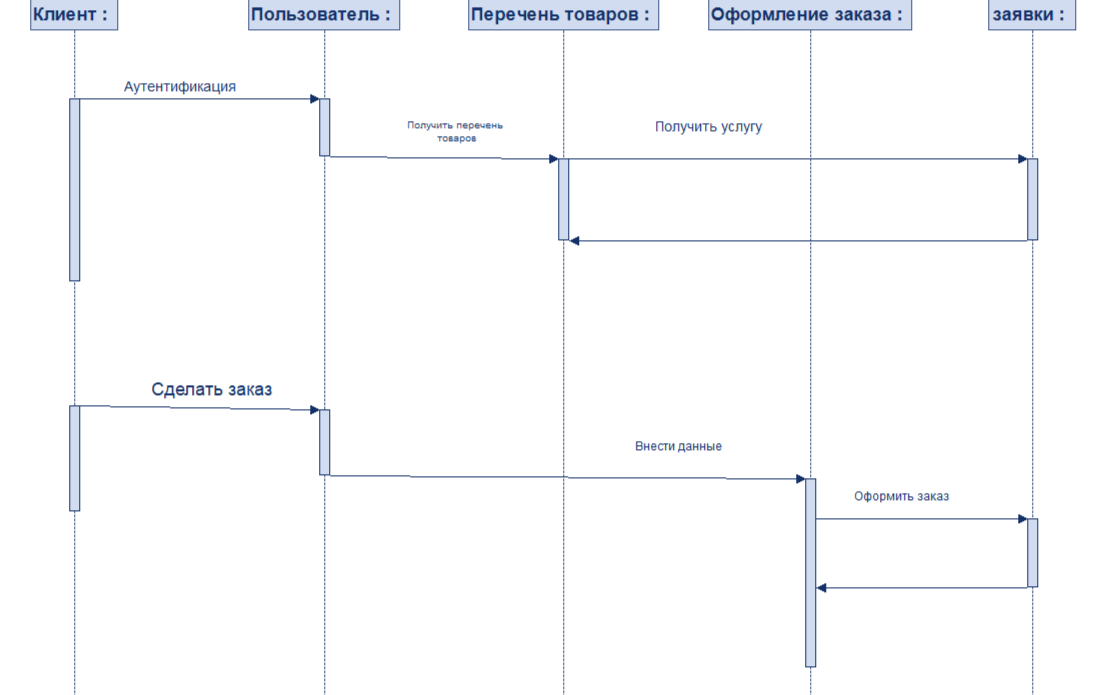 Клиент :
Пользователь :
Перечень товаров :
Оформление заказа :
заявки :
Аутентификация
Получить перечень
товаров
Получить услугу
Сделать заказ
Внести данные
Оформить заказ